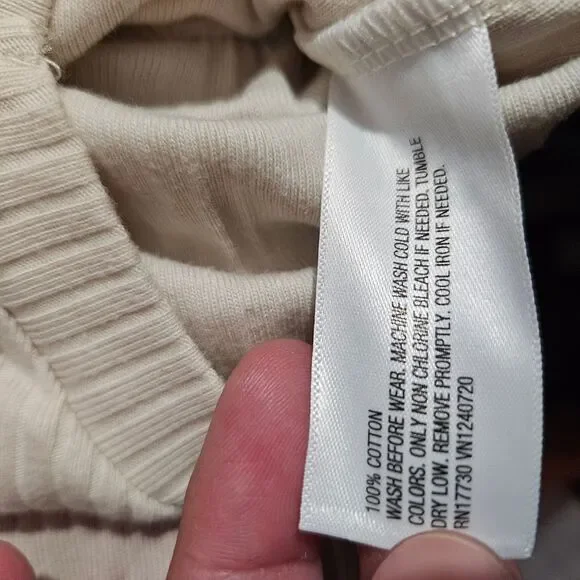 100% COTTON
WASH BEFORE WEAR. MACHINE WASH COLD WITH LIKE
COLORS. ONLY NON CHLORINE BLEACH IF NEEDED. TUMBLE
DRY LOW. REMOVE PROMPTLY. COOL IRON IF NEEDED.
RN17730 VN1240720